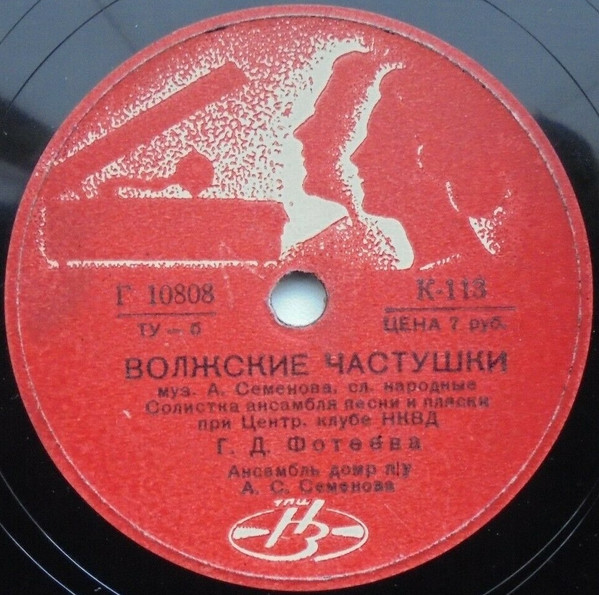 Г 10808
К-113
ТУ — Б
ЦЕНА 7 руб.
ВОЛЖСКИЕ ЧАСТУШКИ
муз. А. Семенова, сл. народные
Солистка ансамбля песни и пляски
при Центр. клубе НКВД
Г. Д. Фотеева
Ансамбль домр п/у
А. С. Семенова
НЗ